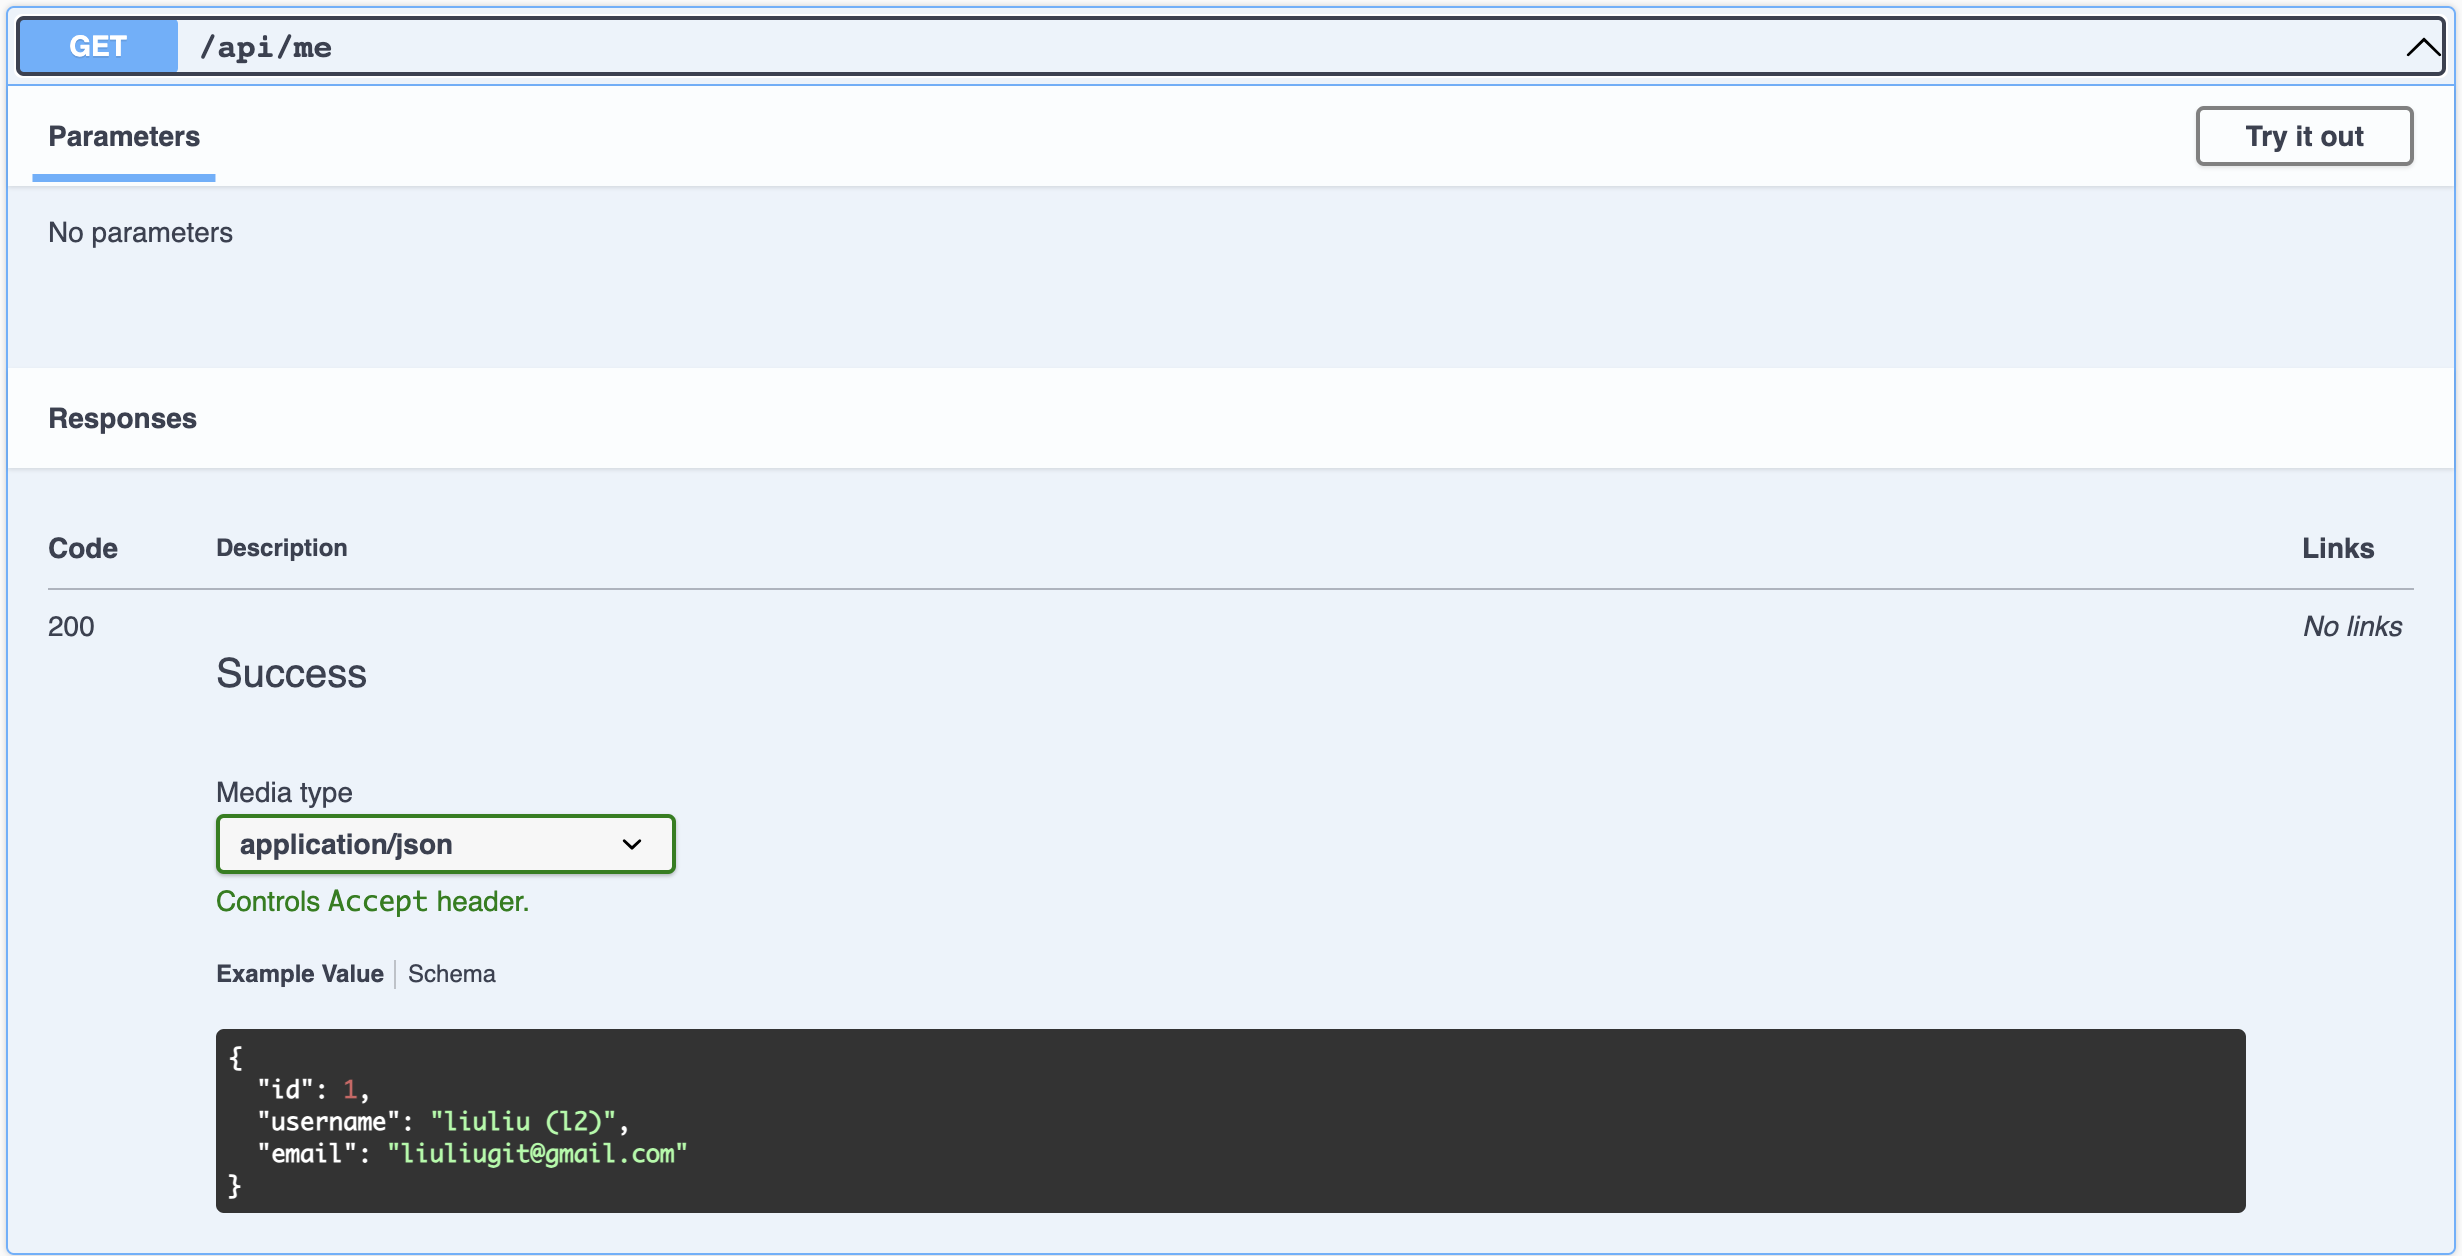 GET /api/me
Parameters
Try it out
No parameters
Responses
Code Description Links
200 No links
Success
Media type
application/json
Controls Accept header.
Example Value Schema
{
  "id": 1,
  "username": "liuliu (l2)",
  "email": "liuliugit@gmail.com"
}